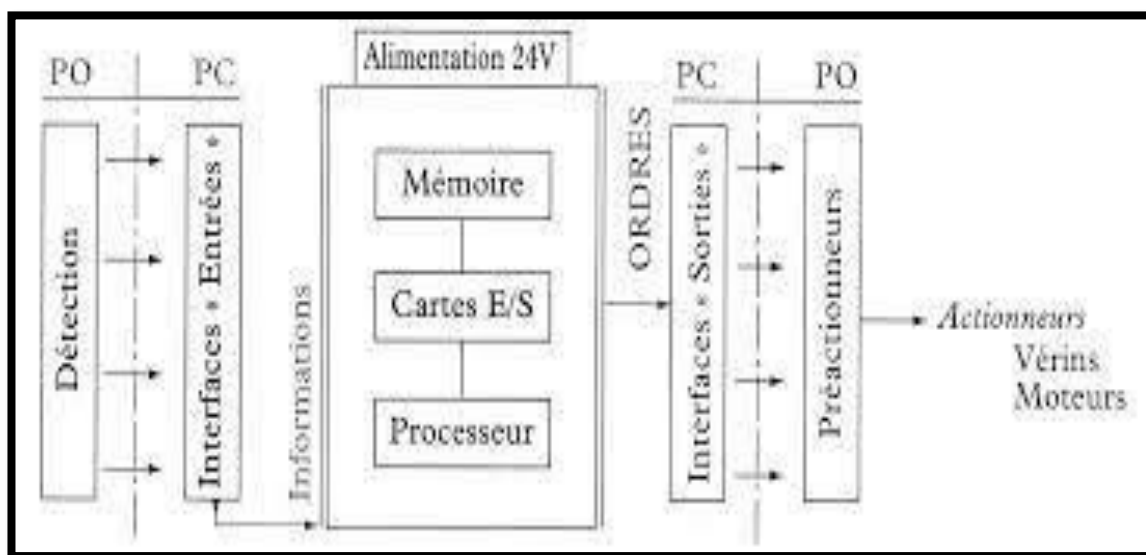 PO
PC
Détection
Interfaces * Entrées *
Informations
Alimentation 24V
Mémoire
Cartes E/S
Processeur
ORDRES
PC
PO
Interfaces * Sorties *
Préactionneurs
Actionneurs
Vérins
Moteurs